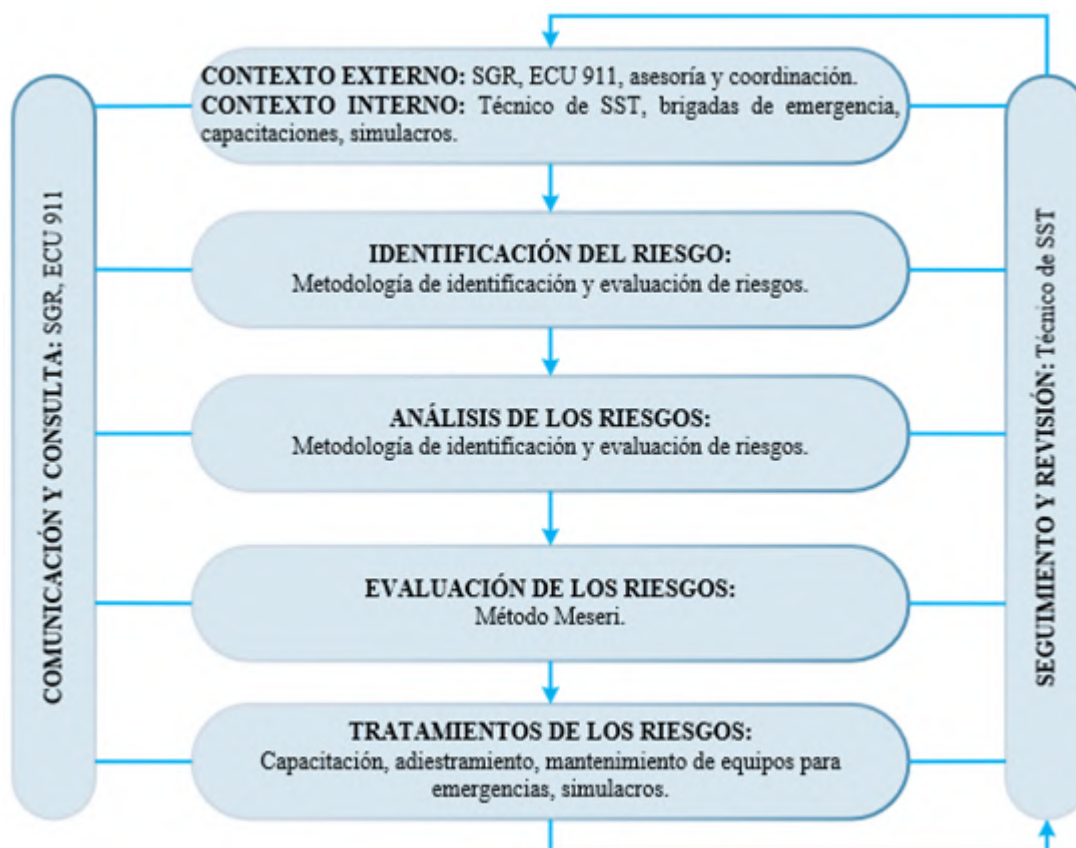 CONTEXTO EXTERNO: SGR, ECU 911, asesoría y coordinación.
CONTEXTO INTERNO: Técnico de SST, brigadas de emergencia,
capacitaciones, simulacros.
COMUNICACIÓN Y CONSULTA: SGR, ECU 911
IDENTIFICACIÓN DEL RIESGO:
Metodología de identificación y evaluación de riesgos.
ANÁLISIS DE LOS RIESGOS:
Metodología de identificación y evaluación de riesgos.
EVALUACIÓN DE LOS RIESGOS:
Método Meseri.
TRATAMIENTOS DE LOS RIESGOS:
Capacitación, adiestramiento, mantenimiento de equipos para
emergencias, simulacros.
SEGUIMIENTO Y REVISIÓN: Técnico de SST